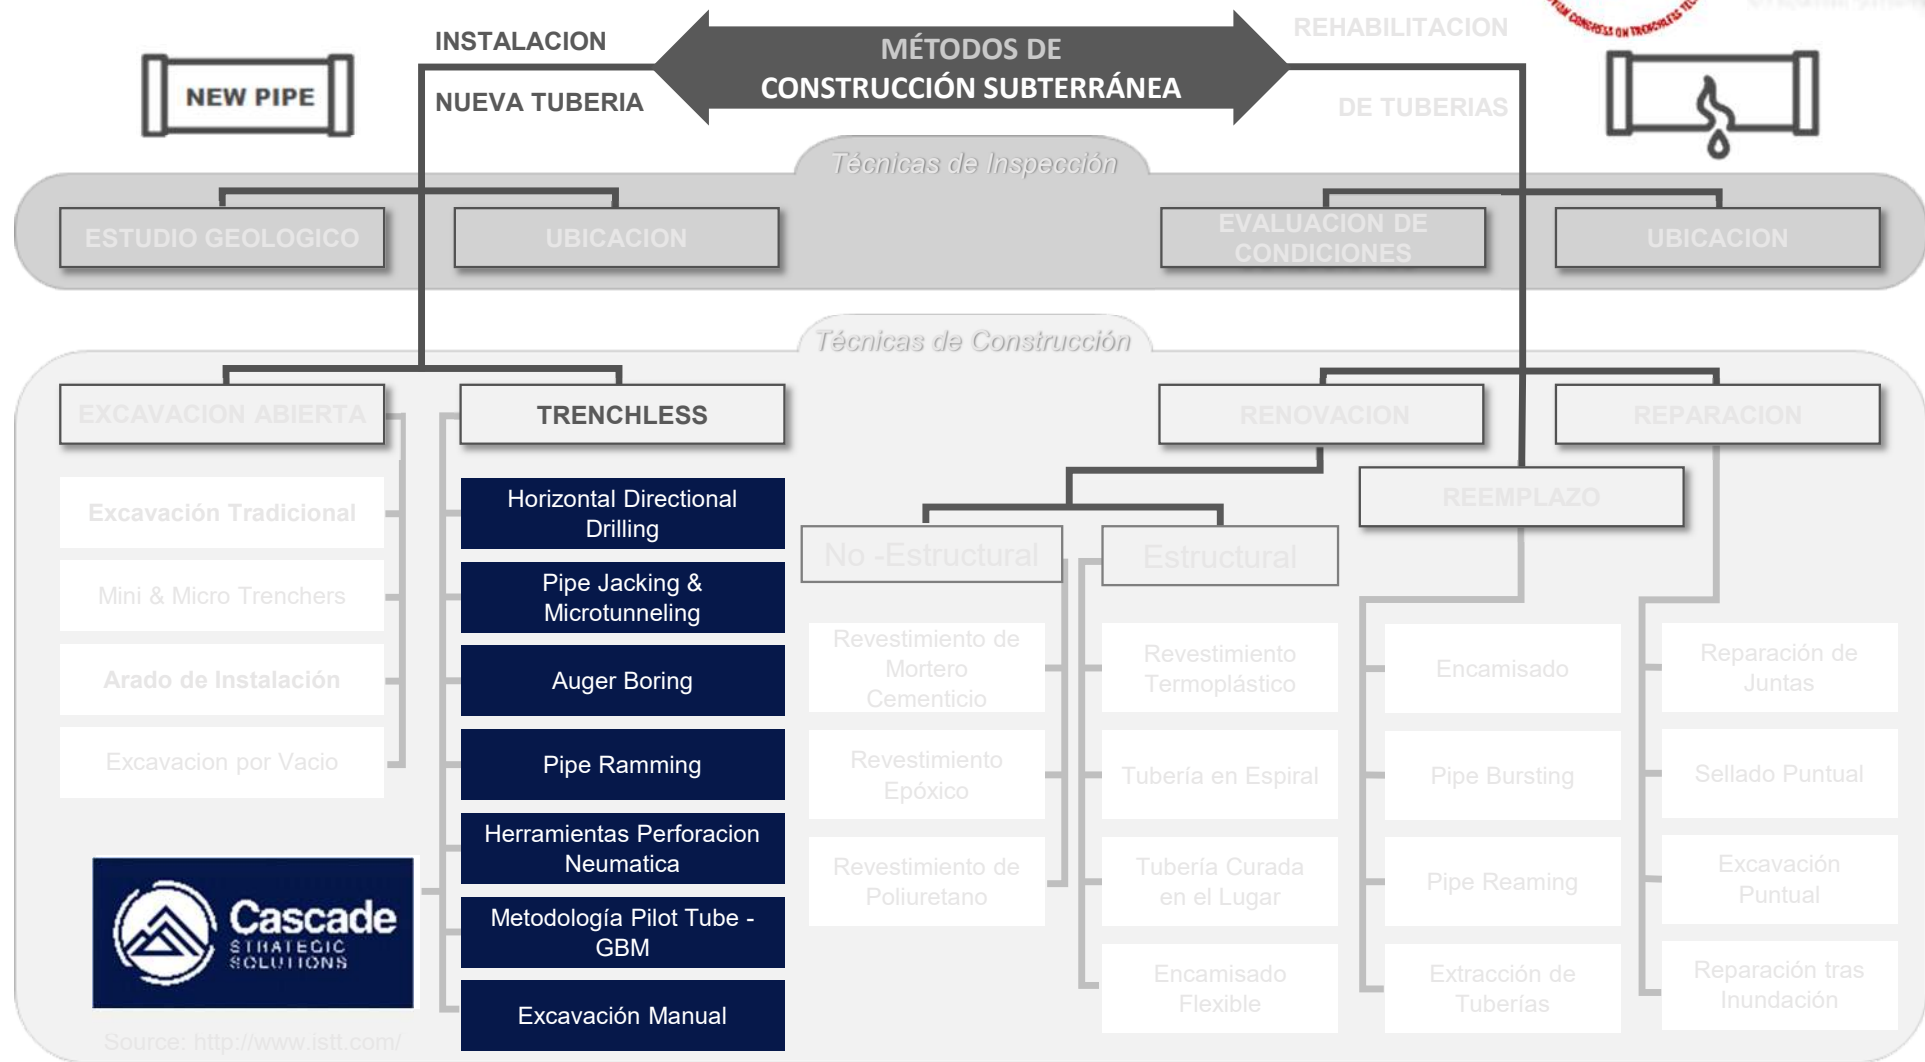 CONGRESS ON TRENCHLESS
INSTALACION
NUEVA TUBERIA
MÉTODOS DE
CONSTRUCCIÓN SUBTERRÁNEA
REHABILITACION
DE TUBERIAS
NEW PIPE
Técnicas de Inspección
ESTUDIO GEOLOGICO
UBICACION
EVALUACION DE
CONDICIONES
UBICACION
Técnicas de Construcción
EXCAVACION ABIERTA
Excavación Tradicional
Mini & Micro Trenchers
Arado de Instalación
Excavacion por Vacio
TRENCHLESS
Horizontal Directional
Drilling
Pipe Jacking &
Microtunneling
Auger Boring
Pipe Ramming
Herramientas Perforacion
Neumatica
Metodología Pilot Tube -
GBM
Excavación Manual
RENOVACION
No -Estructural
Revestimiento de
Mortero
Cementicio
Revestimiento
Epóxico
Revestimiento de
Poliuretano
Estructural
Revestimiento
Termoplástico
Tubería en Espiral
Tubería Curada
en el Lugar
Encamisado
Flexible
REEMPLAZO
Encamisado
Pipe Bursting
Pipe Reaming
Extracción de
Tuberías
REPARACION
Reparación de
Juntas
Sellado Puntual
Excavación
Puntual
Reparación tras
Inundación
Cascade
STRATEGIC
SOLUTIONS
Source: http://www.istt.com/